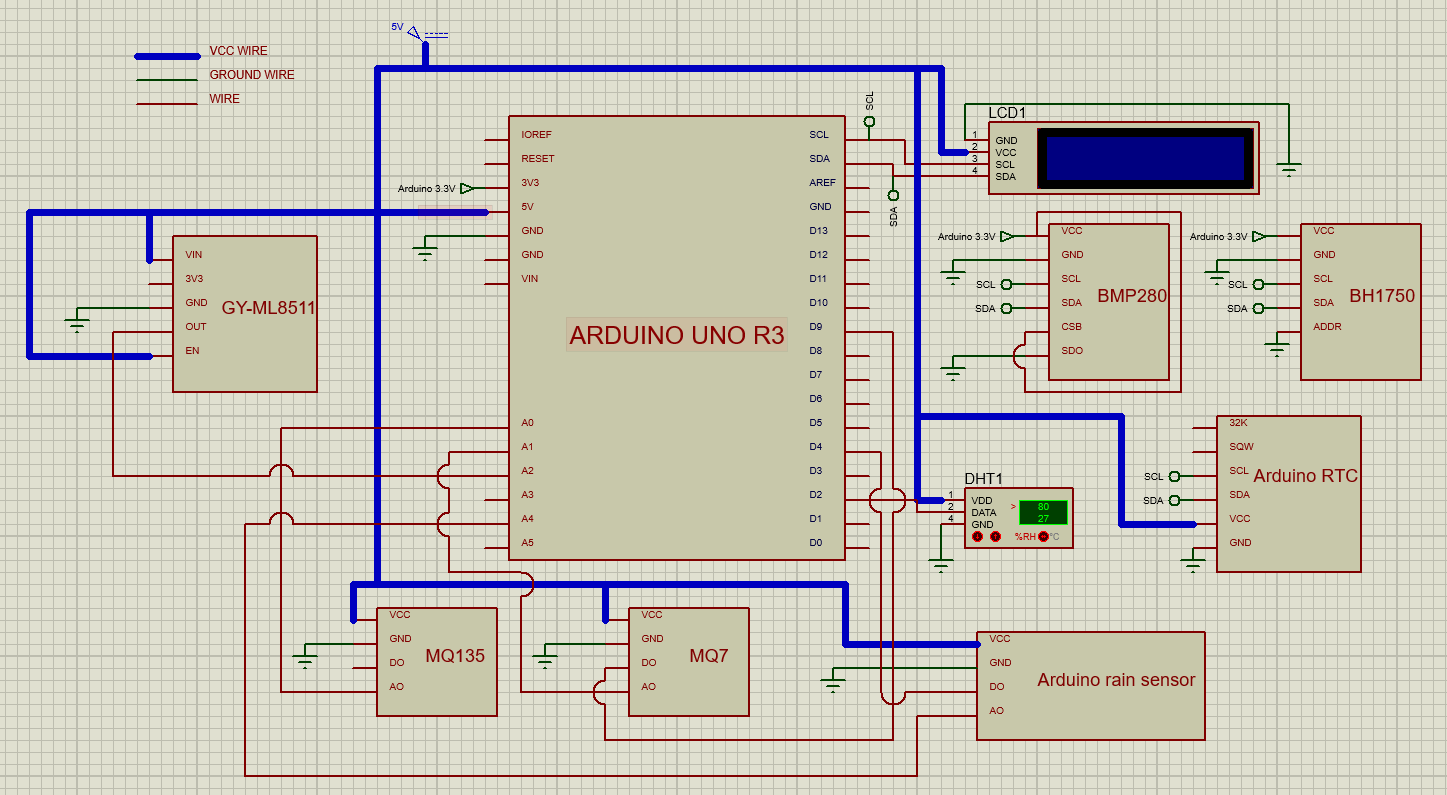 5V
VCC WIRE
GROUND WIRE
WIRE
SCL
SDA
Arduino 3.3V
ARDUINO UNO R3
IOREF
RESET
3V3
5V
GND
GND
VIN
A0
A1
A2
A3
A4
A5
SCL
SDA
AREF
GND
D13
D12
D11
D10
D9
D8
D7
D6
D5
D4
D3
D2
D1
D0
LCD1
1 GND
2 VCC
3 SCL
4 SDA
GY-ML8511
VIN
3V3
GND
OUT
EN
Arduino 3.3V
SCL
SDA
BMP280
VCC
GND
SCL
SDA
CSB
SDO
Arduino 3.3V
SCL
SDA
BH1750
VCC
GND
SCL
SDA
ADDR
DHT1
1 VDD
2 DATA
4 GND
> 80
27
%RH °C
SCL
SDA
Arduino RTC
32K
SQW
SCL
SDA
VCC
GND
MQ135
VCC
GND
DO
AO
MQ7
VCC
GND
DO
AO
Arduino rain sensor
VCC
GND
DO
AO